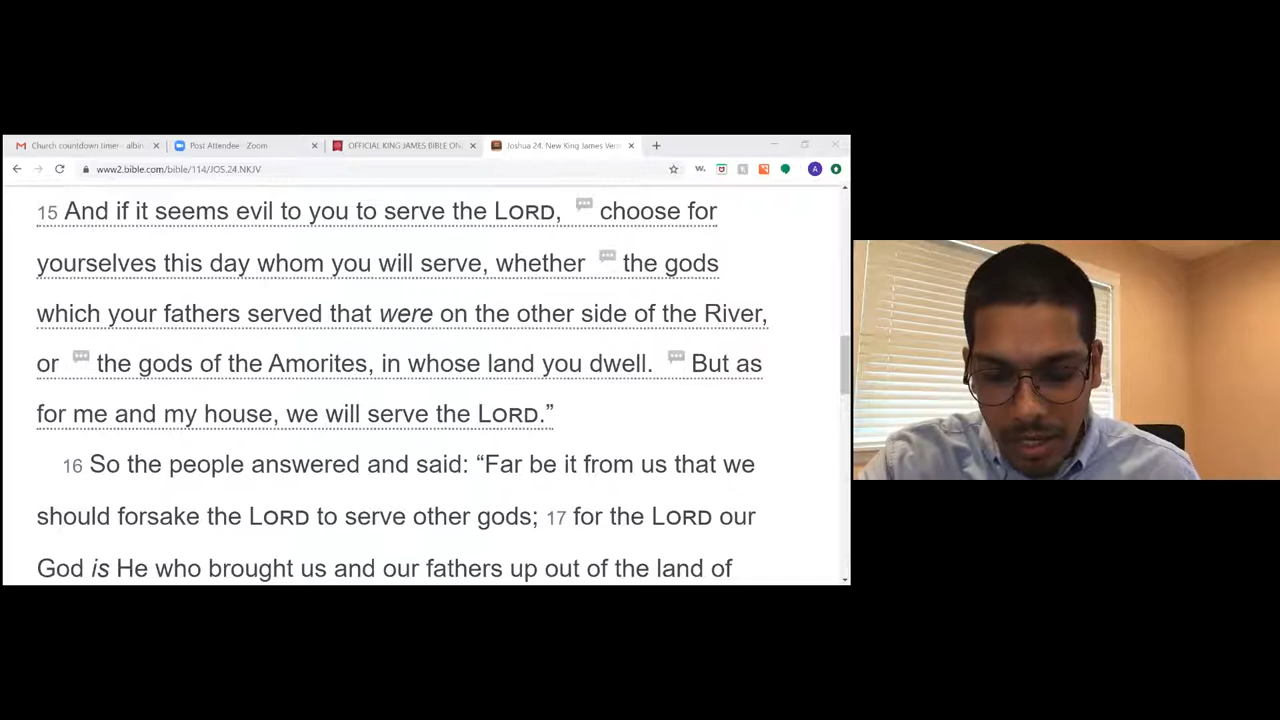 Church countdown timer - albin
Post Attendee - Zoom
OFFICIAL KING JAMES BIBLE ON
Joshua 24, New King James Vers
www2.bible.com/bible/114/JOS.24.NKJV
w.
A
15 And if it seems evil to you to serve the LORD, choose for
yourselves this day whom you will serve, whether the gods
which your fathers served that were on the other side of the River,
or the gods of the Amorites, in whose land you dwell. But as
for me and my house, we will serve the LORD.”
16 So the people answered and said: “Far be it from us that we
should forsake the LORD to serve other gods; 17 for the LORD our
God is He who brought us and our fathers up out of the land of